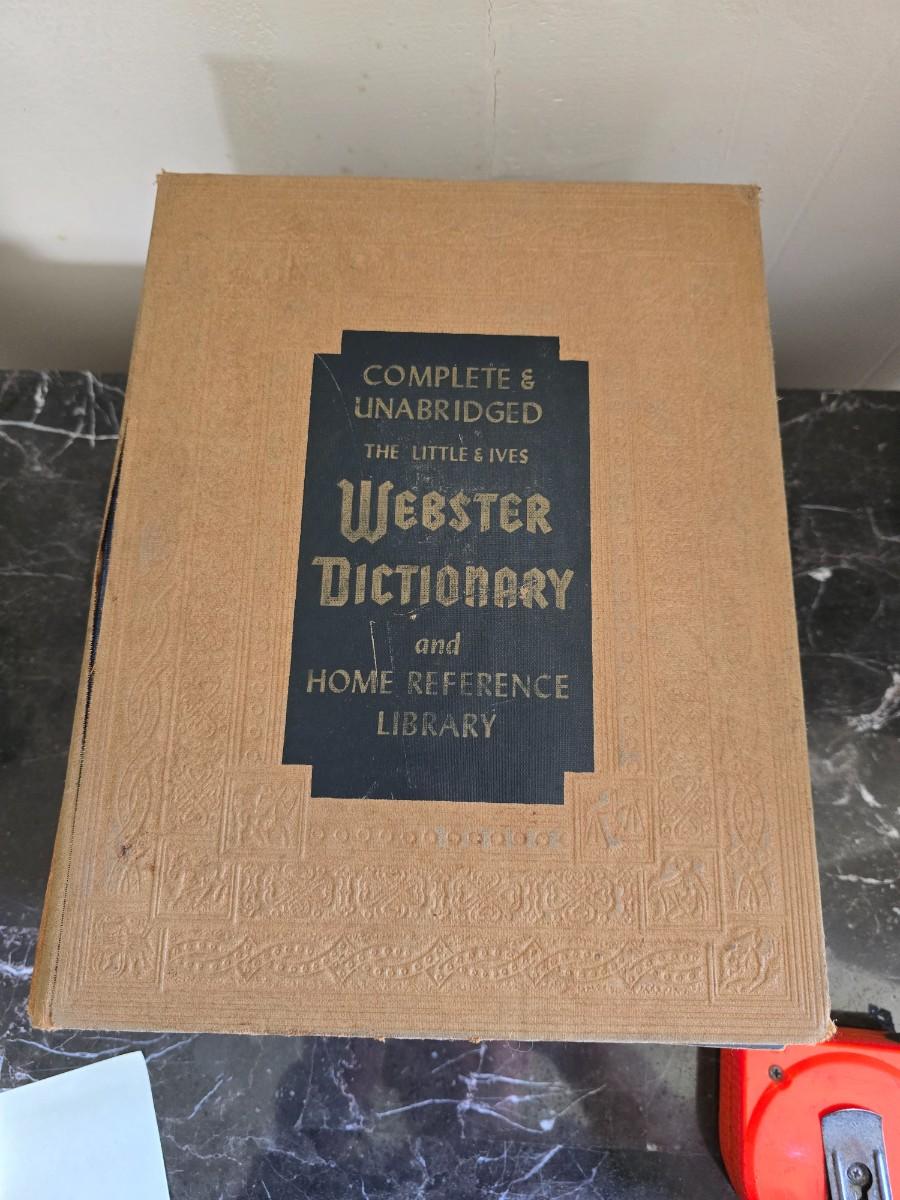 COMPLETE &
UNABRIDGED
THE LITTLE & IVES
WEBSTER
DICTIONARY
and
HOME REFERENCE
LIBRARY